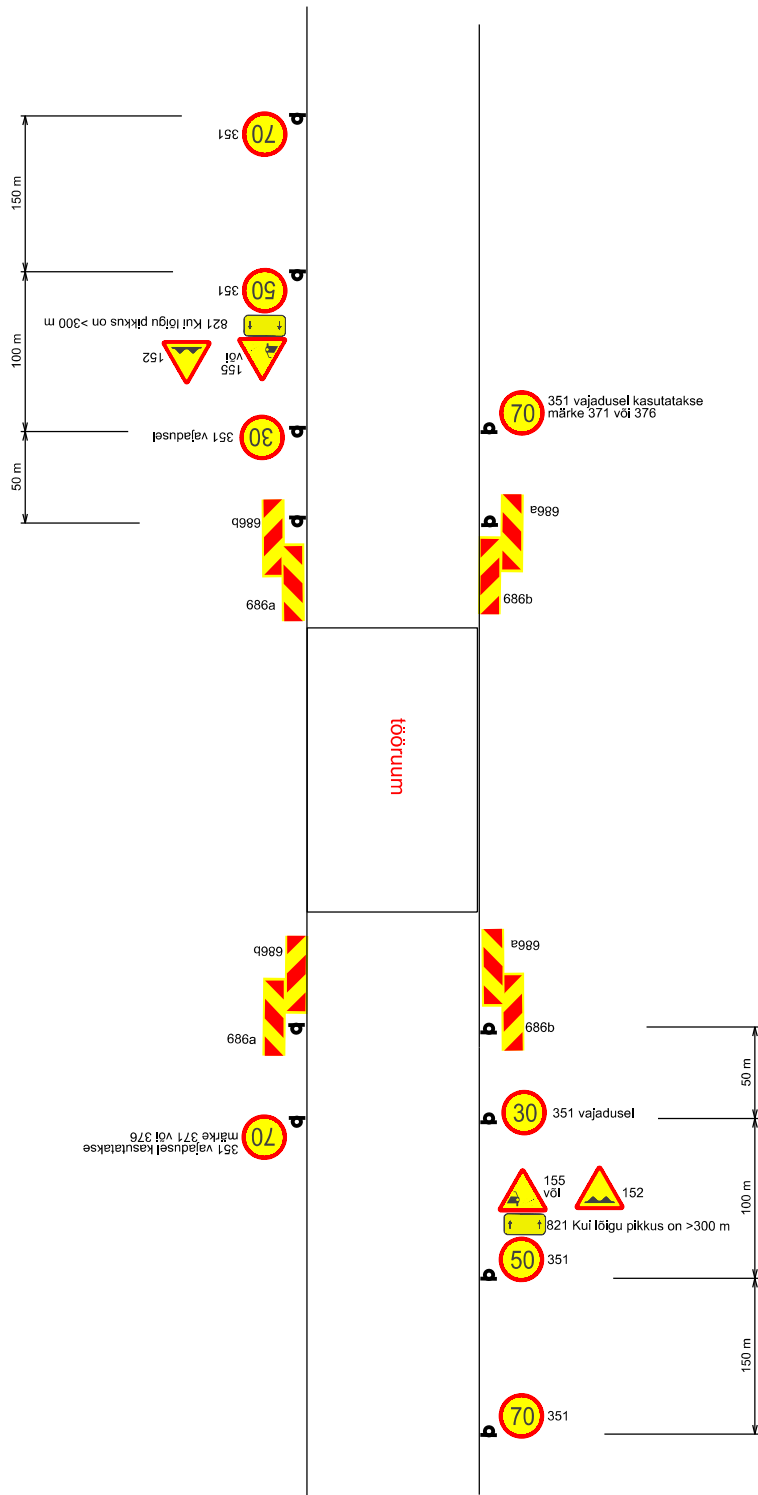 70
351
150 m
50
351
821 Kui lõigu pikkus on >300 m
155
või
152
100 m
30
351 vajadusel
50 m
70
351 vajadusel kasutatakse
märke 371 või 376
686b
686a
686a
686b
tööruum
686b
686a
686a
686b
70
351 vajadusel kasutatakse
märke 371 või 376
50 m
30
351 vajadusel
155
või
152
100 m
821 Kui lõigu pikkus on >300 m
50
351
150 m
70
351